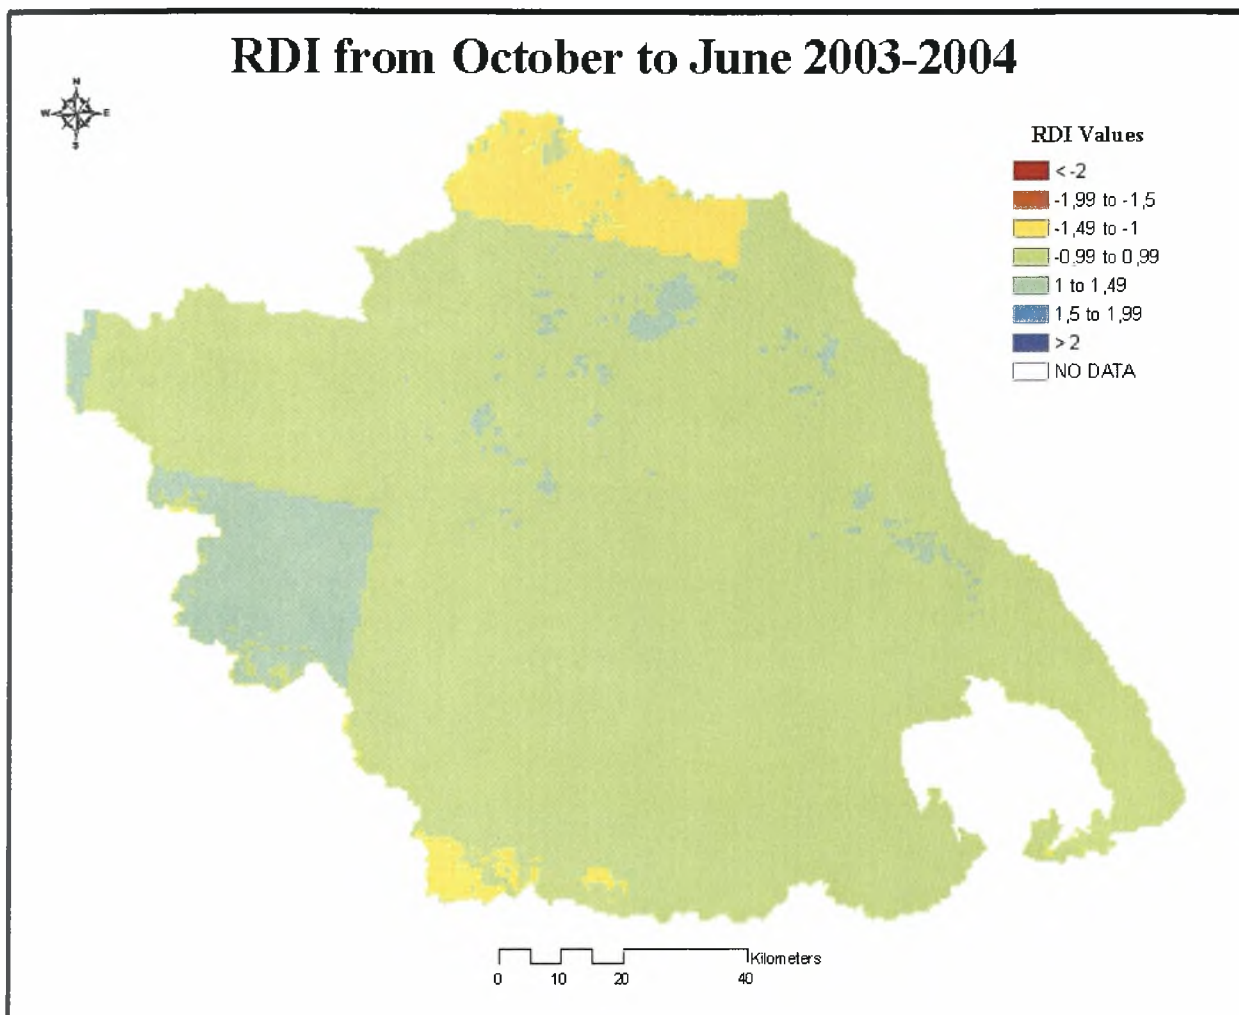 RDI from October to June 2003-2004
N
W E
S
RDI Values
< -2
-1,99 to -1,5
-1,49 to -1
-0,99 to 0,99
1 to 1,49
1,5 to 1,99
> 2
NO DATA
Kilometers
0 10 20 40